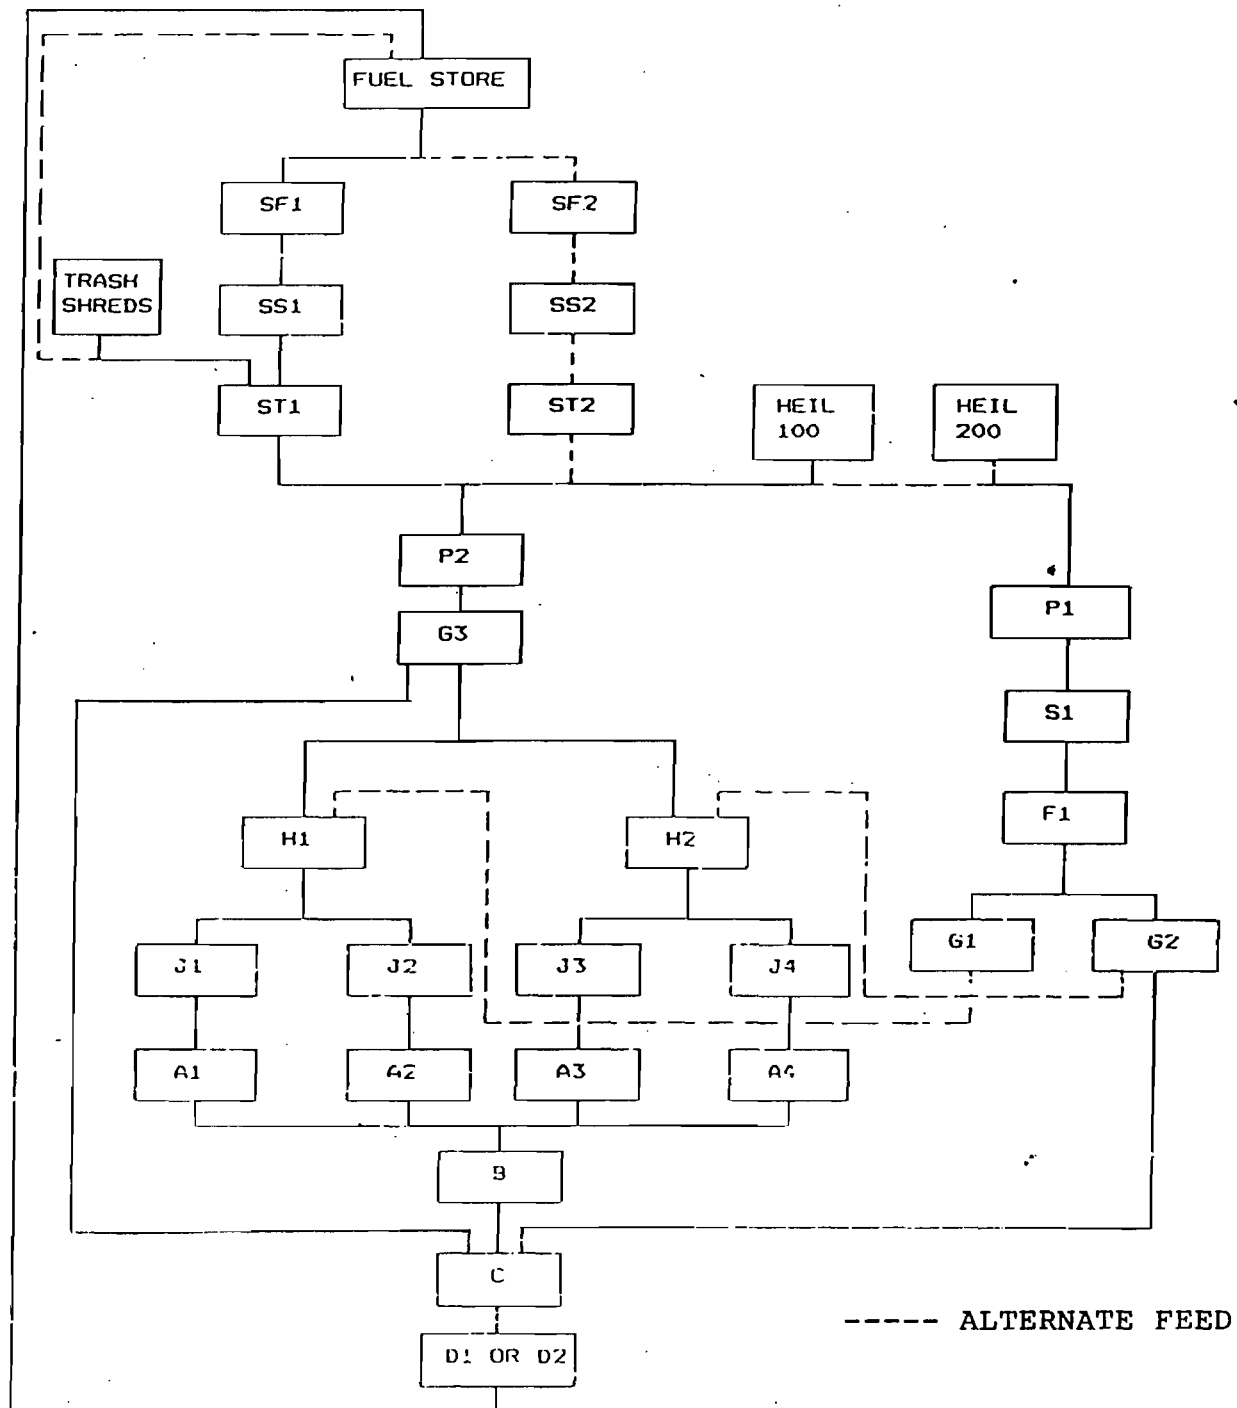 FUEL STORE
SF1
SF2
TRASH
SHREDS
SS1
SS2
ST1
ST2
HEIL
100
HEIL
200
P2
P1
G3
S1
F1
H1
H2
G1
G2
J1
J2
J3
J4
A1
A2
A3
A4
B
C
D1 OR D2
----- ALTERNATE FEED